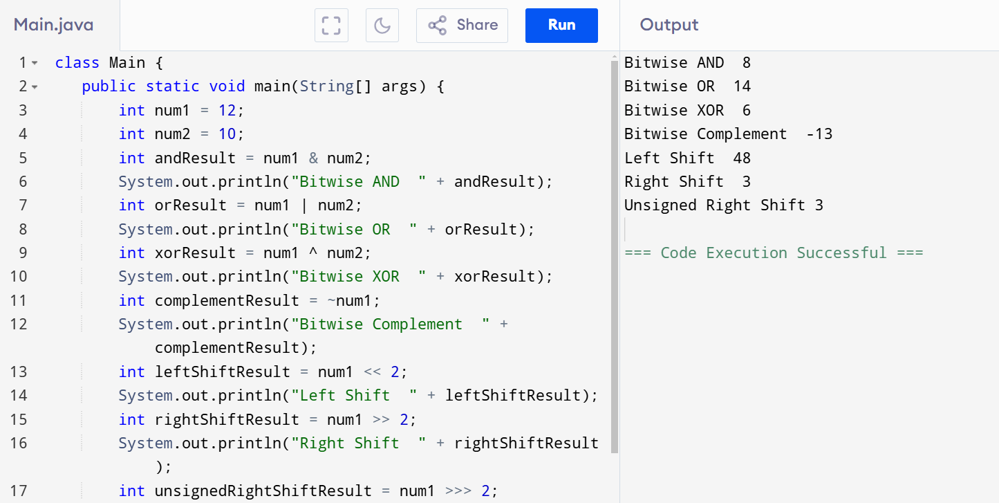 Main.java
Share
Run
Output
1 class Main {
2 public static void main(String[] args) {
3 int num1 = 12;
4 int num2 = 10;
5 int andResult = num1 & num2;
6 System.out.println("Bitwise AND  " + andResult);
7 int orResult = num1 | num2;
8 System.out.println("Bitwise OR  " + orResult);
9 int xorResult = num1 ^ num2;
10 System.out.println("Bitwise XOR  " + xorResult);
11 int complementResult = ~num1;
12 System.out.println("Bitwise Complement  " +
complementResult);
13 int leftShiftResult = num1 << 2;
14 System.out.println("Left Shift  " + leftShiftResult);
15 int rightShiftResult = num1 >> 2;
16 System.out.println("Right Shift  " + rightShiftResult
);
17 int unsignedRightShiftResult = num1 >>> 2;
Bitwise AND  8
Bitwise OR  14
Bitwise XOR  6
Bitwise Complement  -13
Left Shift  48
Right Shift  3
Unsigned Right Shift 3
=== Code Execution Successful ===